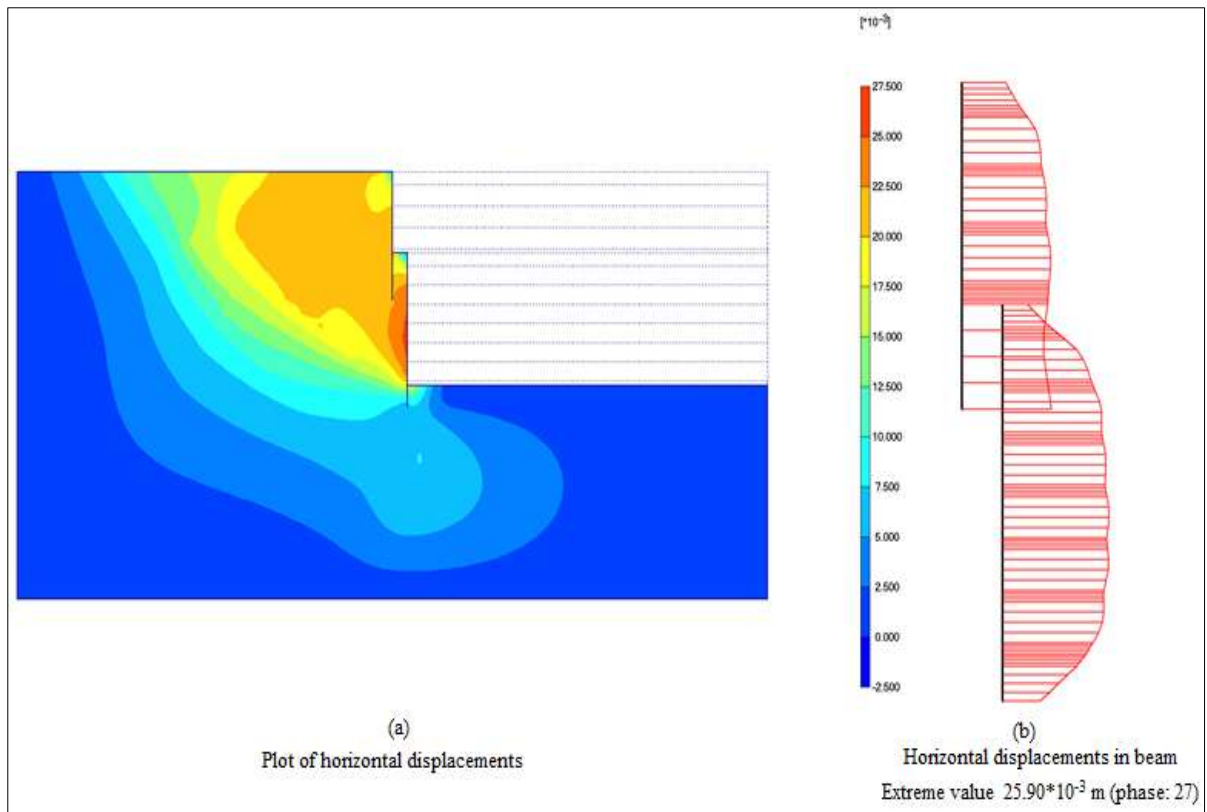 [*10⁻³]
27.500
25.000
22.500
20.000
17.500
15.000
12.500
10.000
7.500
5.000
2.500
0.000
-2.500
(a)
Plot of horizontal displacements
(b)
Horizontal displacements in beam
Extreme value 25.90*10⁻³ m (phase: 27)